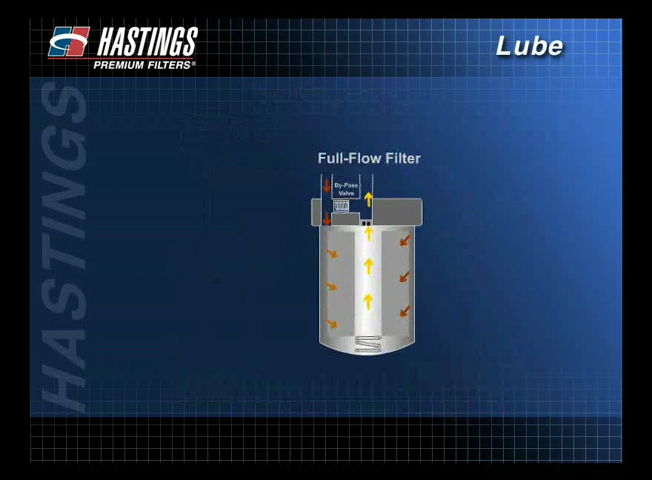 HASTINGS
PREMIUM FILTERS®
Lube
HASTINGS
Full-Flow Filter
By-Pass
Valve